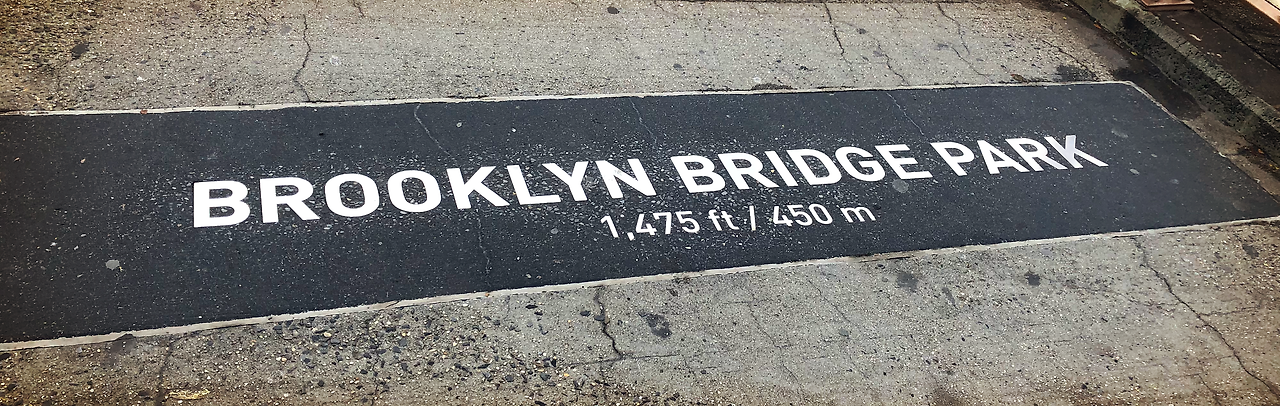 BROOKLYN BRIDGE PARK
1,475 ft / 450 m